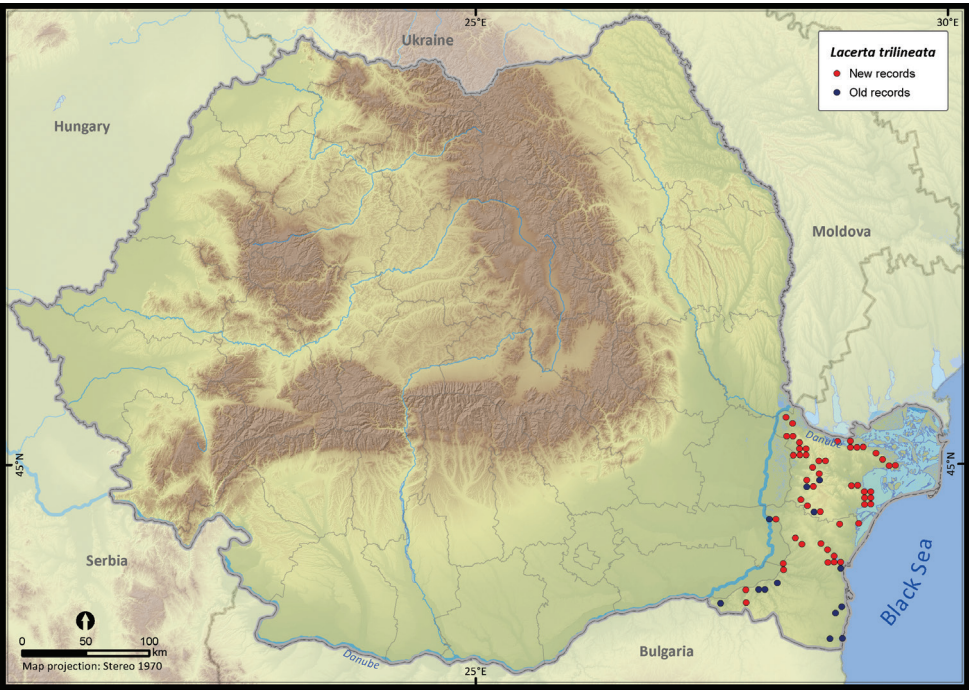 25°E
30°E
Ukraine
Lacerta trilineata
New records
Old records
Hungary
Moldova
Danube
45°N
45°N
Serbia
Black Sea
0 50 100
km
Map projection: Stereo 1970
Danube
Bulgaria
25°E